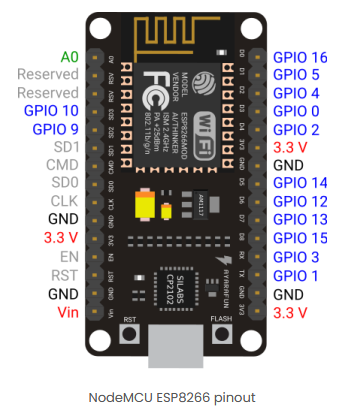 A0
Reserved
Reserved
GPIO 10
GPIO 9
SD1
CMD
SD0
CLK
GND
3.3 V
EN
RST
GND
Vin
A0
RSV
RSV
SD3
SD2
SD1
CMD
SD0
CLK
GND
3V3
EN
RST
GND
Vin
MODEL
VENDOR
ESP8266MOD
AI/THINKER
ISM 2.4GHz
PA +25dBm
802.11b/g/n
FC
WiFi
AM1117
SILABS
CP2102
AYARAFUN
RST
FLASH
D0
D1
D2
D3
D4
3V3
GND
D5
D6
D7
D8
RX
TX
GND
3V3
GPIO 16
GPIO 5
GPIO 4
GPIO 0
GPIO 2
3.3 V
GND
GPIO 14
GPIO 12
GPIO 13
GPIO 15
GPIO 3
GPIO 1
GND
3.3 V
NodeMCU ESP8266 pinout